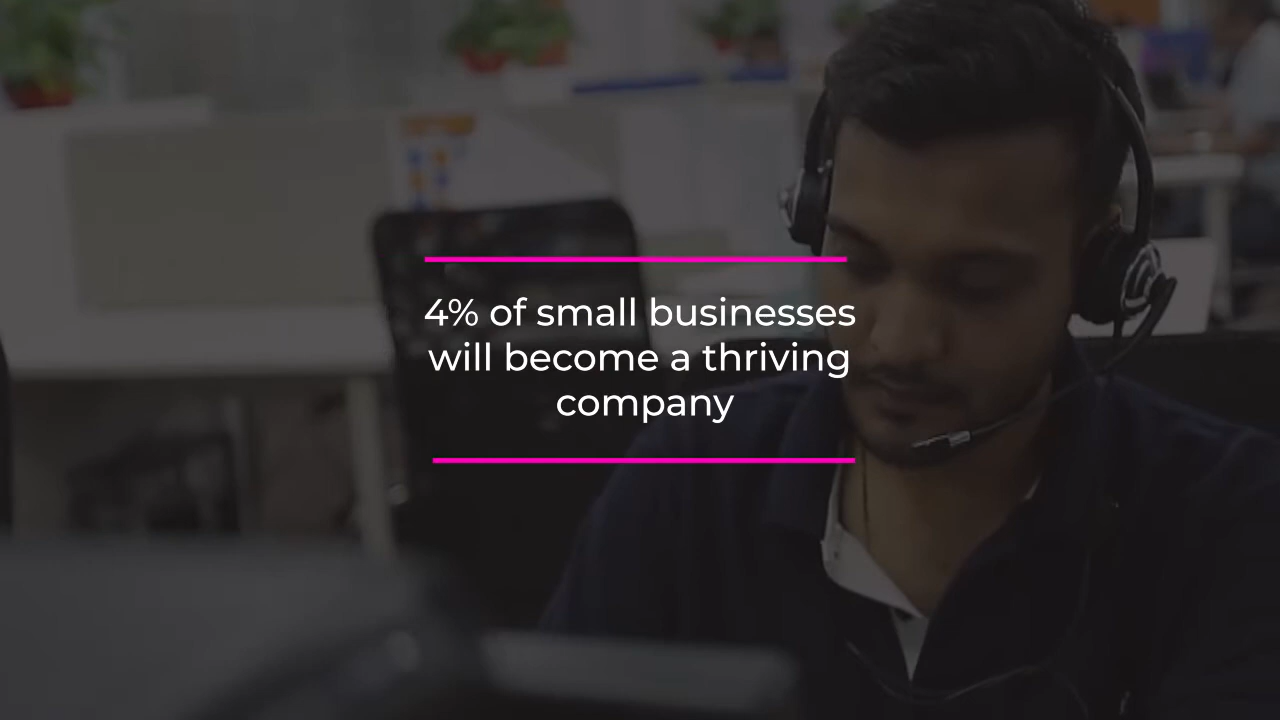 4% of small businesses
will become a thriving
company